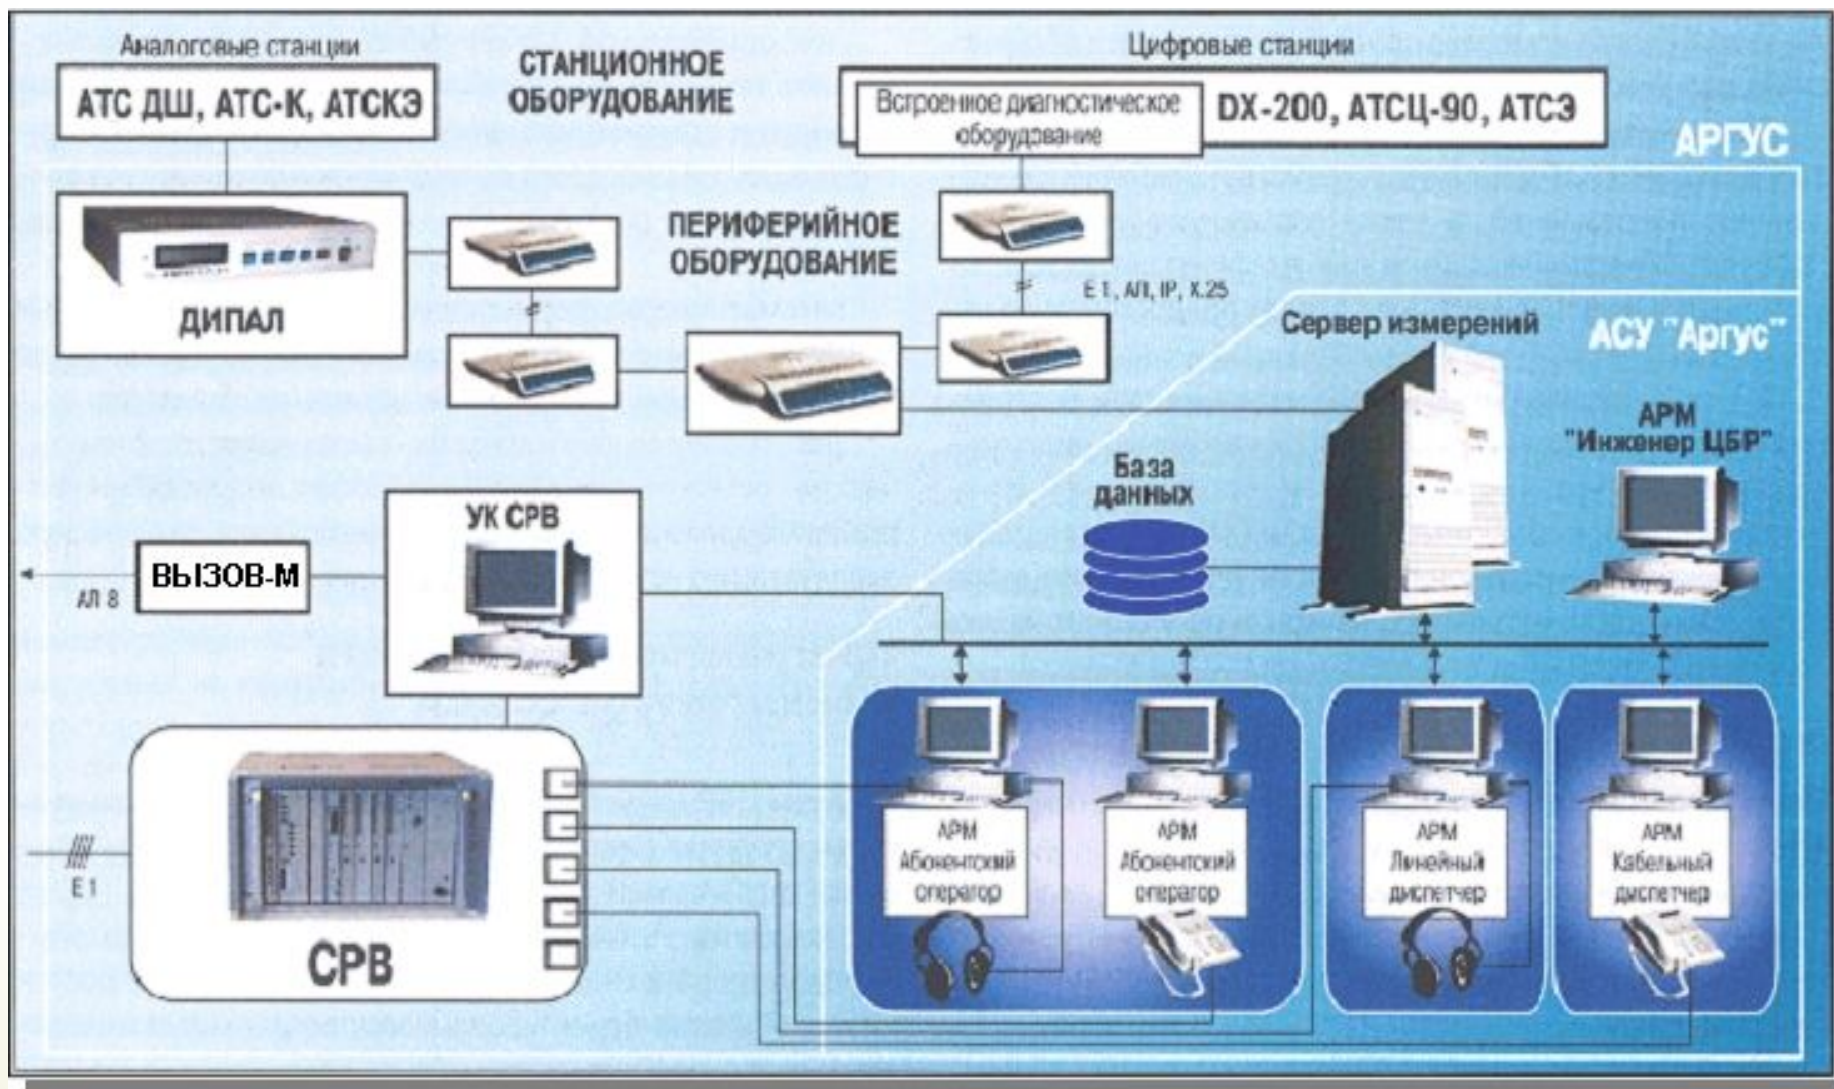 Аналоговые станции
АТС ДШ, АТС-К, АТСКЭ
СТАНЦИОННОЕ
ОБОРУДОВАНИЕ
Цифровые станции
Встроенное диагностическое
оборудование
DX-200, АТСЦ-90, АТСЭ
АРГУС
ДИПАЛ
ПЕРИФЕРИЙНОЕ
ОБОРУДОВАНИЕ
Е 1, АЛ, IP, X.25
Сервер измерений
АСУ "Аргус"
АРМ
"Инженер ЦБР"
База
данных
УК СРВ
ВЫЗОВ-М
АЛ 8
СРВ
Е 1
АРМ
Абонентский
оператор
АРМ
Абонентский
оператор
АРМ
Линейный
диспетчер
АРМ
Кабельный
диспетчер